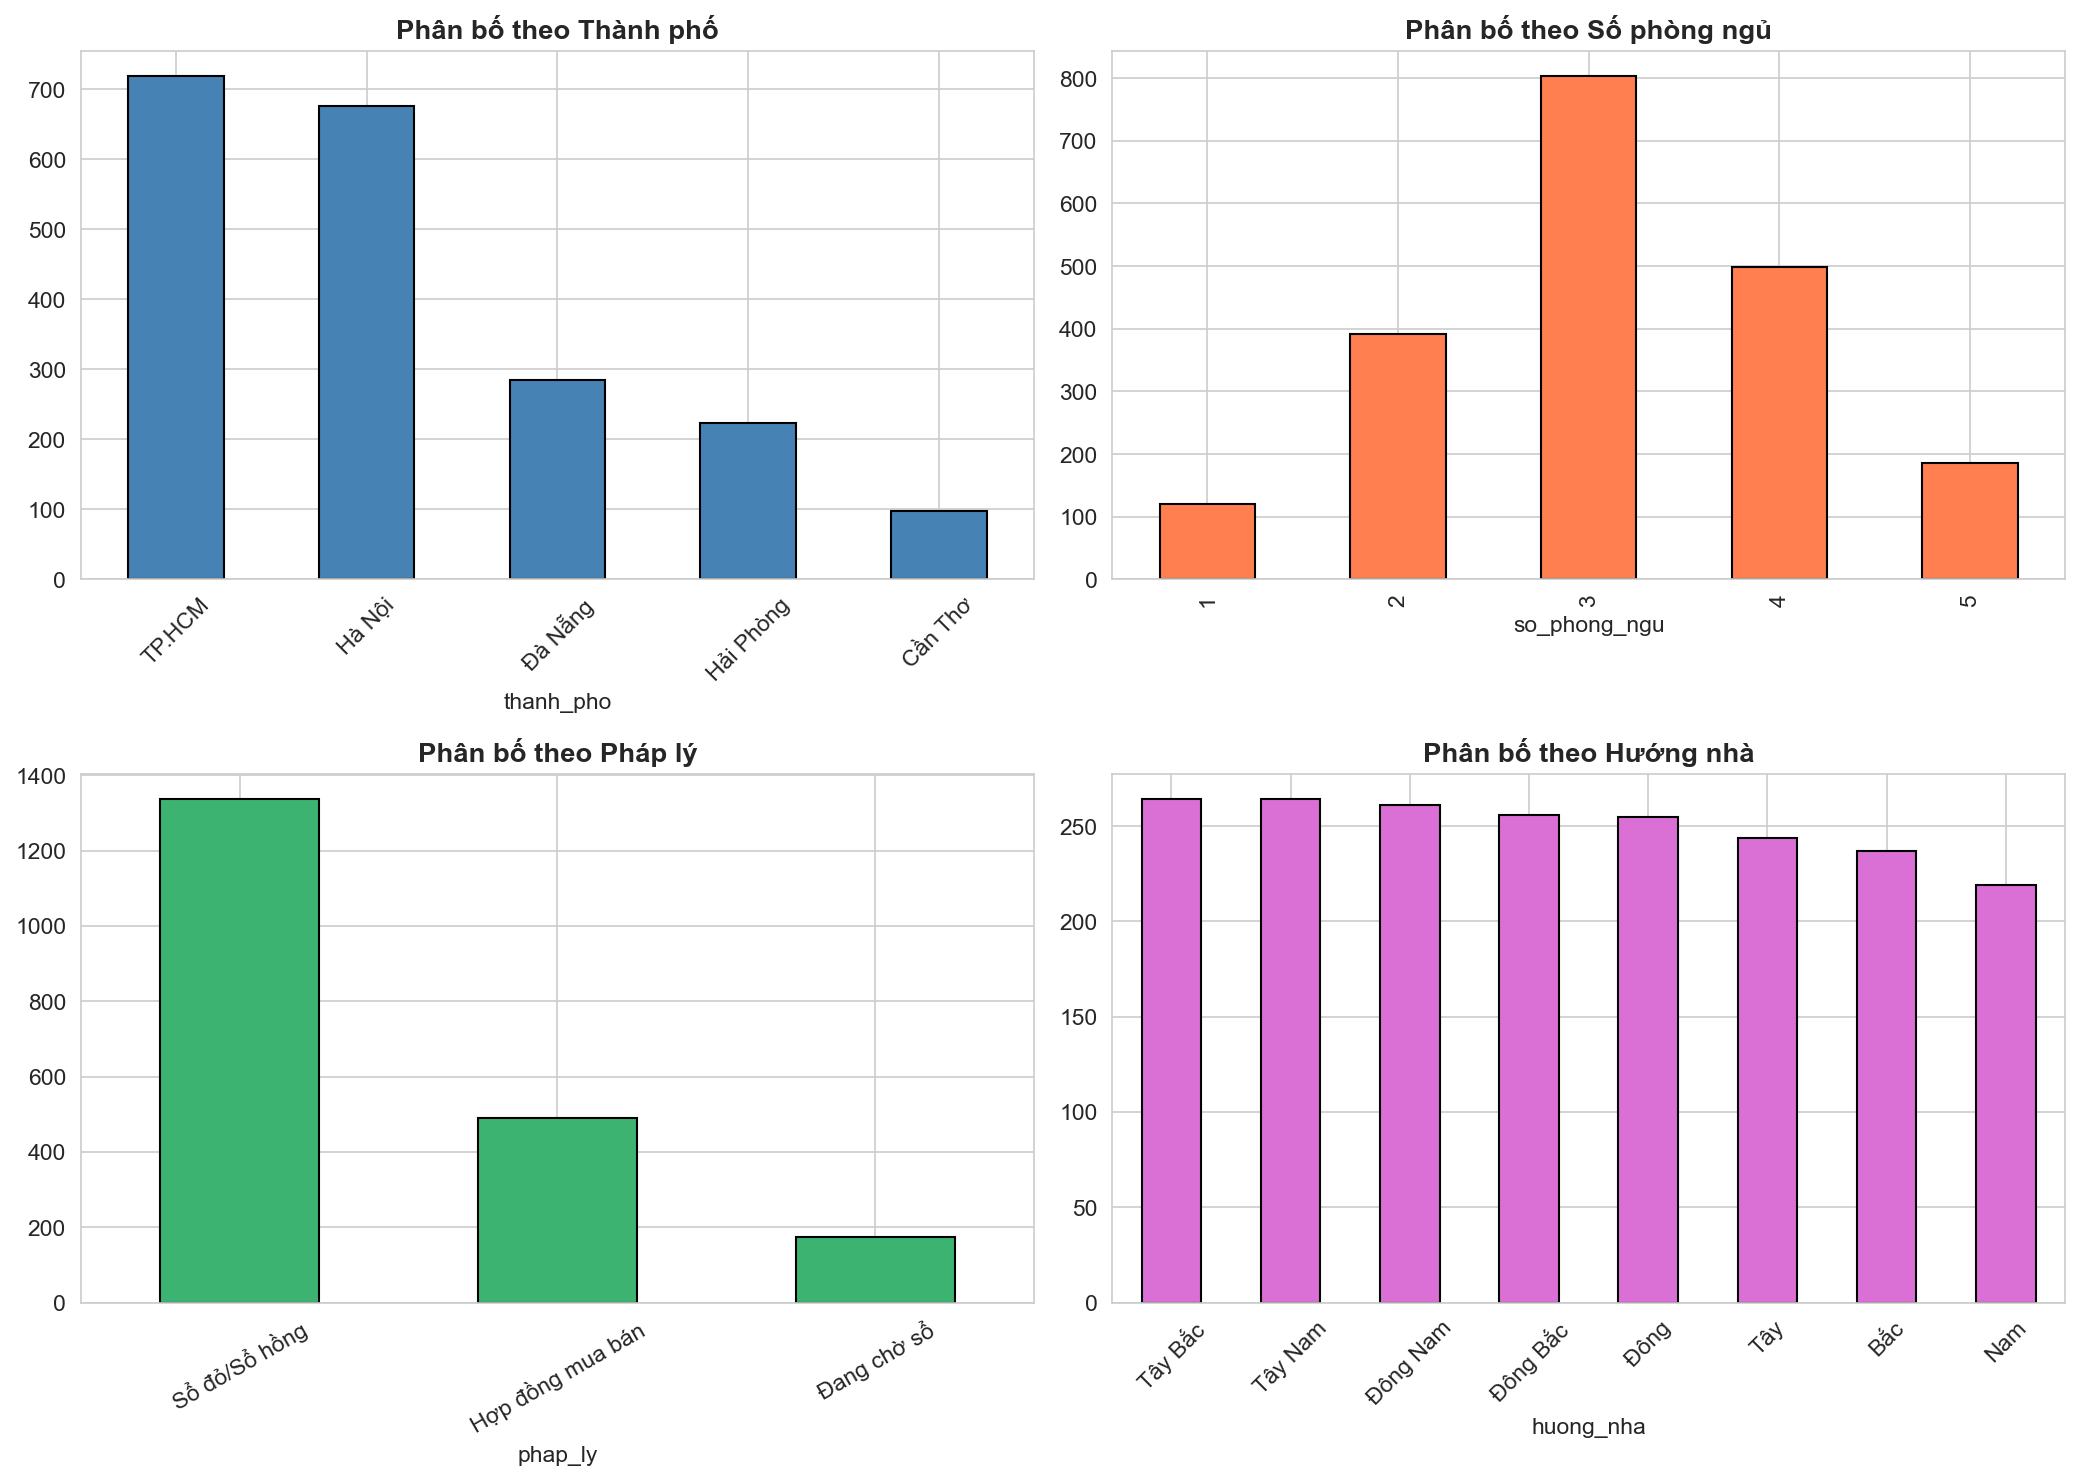 Phân bố theo Thành phố
700
600
500
400
300
200
100
0
TP.HCM
Hà Nội
Đà Nẵng
Hải Phòng
Cần Thơ
thanh_pho
Phân bố theo Số phòng ngủ
800
700
600
500
400
300
200
100
0
1
2
3
4
5
so_phong_ngu
Phân bố theo Pháp lý
1400
1200
1000
800
600
400
200
0
Sổ đỏ/Sổ hồng
Hợp đồng mua bán
Đang chờ sổ
phap_ly
Phân bố theo Hướng nhà
250
200
150
100
50
0
Tây Bắc
Tây Nam
Đông Nam
Đông Bắc
Đông
Tây
Bắc
Nam
huong_nha